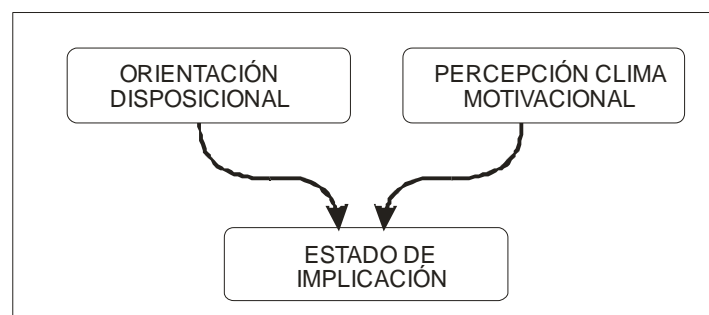 ORIENTACIÓN
DISPOSICIONAL
PERCEPCIÓN CLIMA
MOTIVACIONAL
ESTADO DE
IMPLICACIÓN